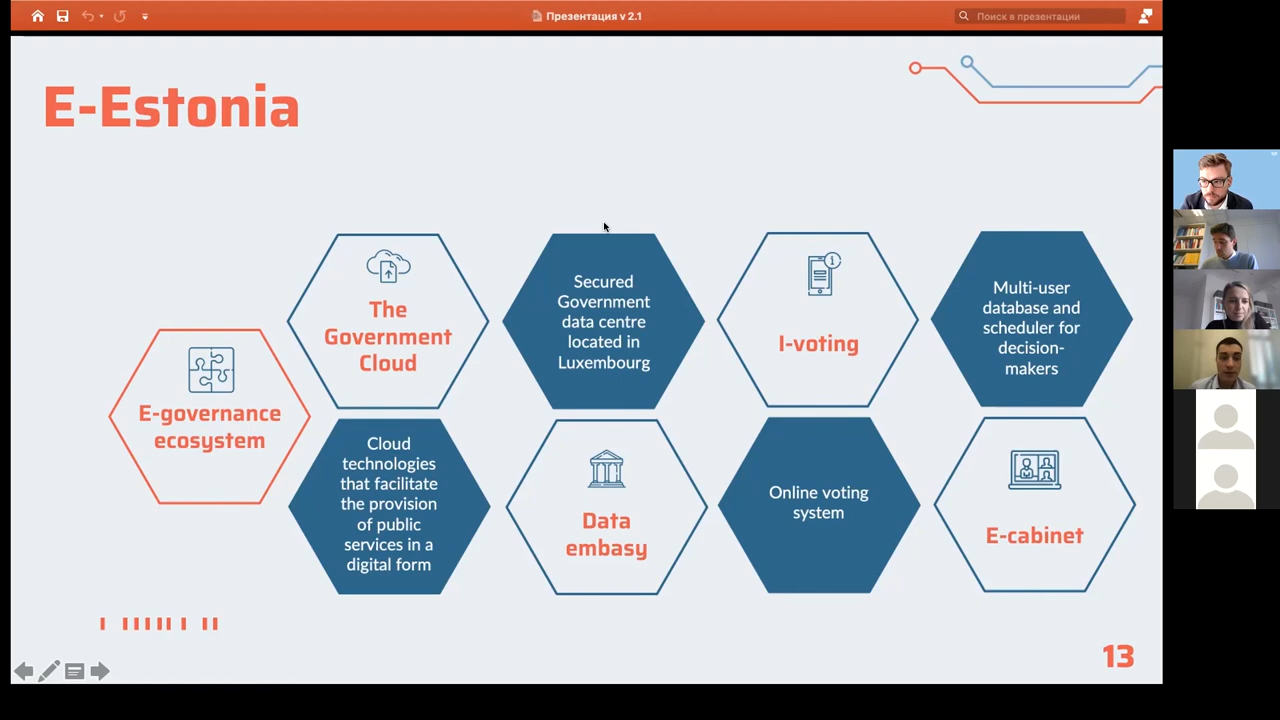 Презентация v 2.1
Поиск в презентации
E-Estonia
E-governance
ecosystem
The
Government
Cloud
Cloud
technologies
that facilitate
the provision
of public
services in a
digital form
Secured
Government
data centre
located in
Luxembourg
Data
embasy
I-voting
Online voting
system
Multi-user
database and
scheduler for
decision-
makers
E-cabinet
13